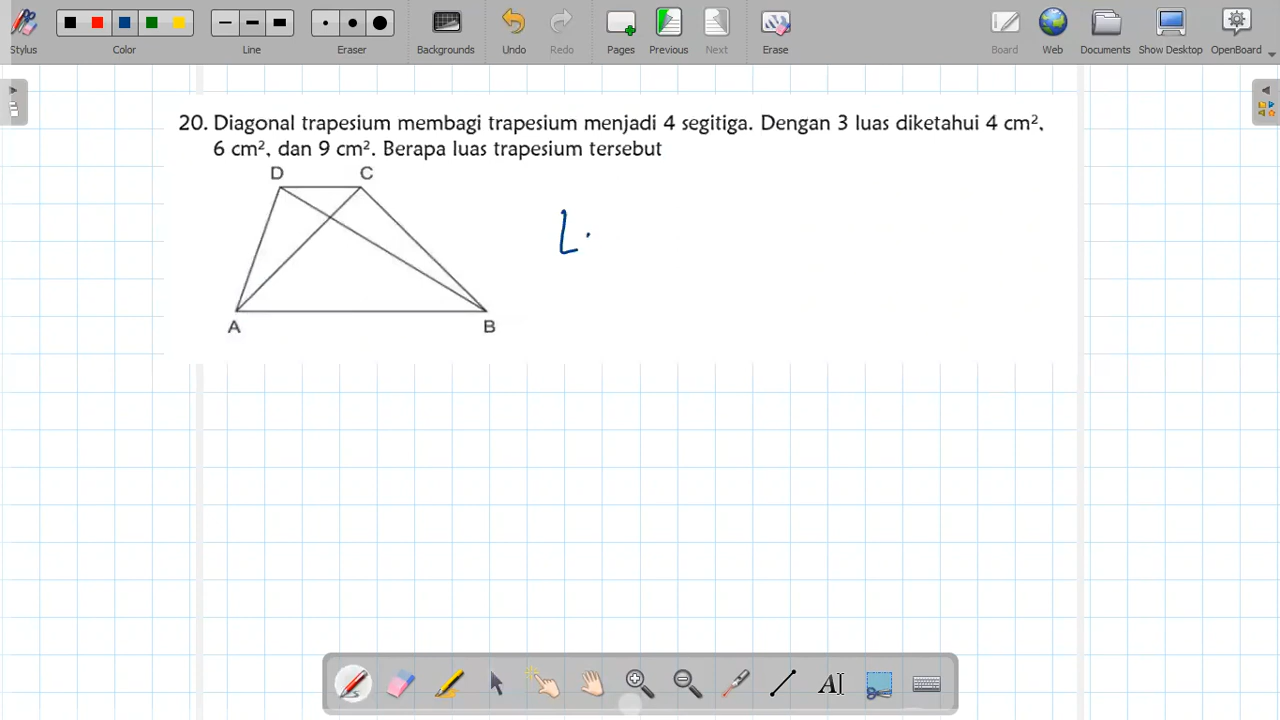 Stylus Color Line Eraser Backgrounds Undo Redo Pages Previous Next Erase Board Web Documents Show Desktop OpenBoard
20. Diagonal trapesium membagi trapesium menjadi 4 segitiga. Dengan 3 luas diketahui 4 cm²,
6 cm², dan 9 cm². Berapa luas trapesium tersebut
D C
L.
A B